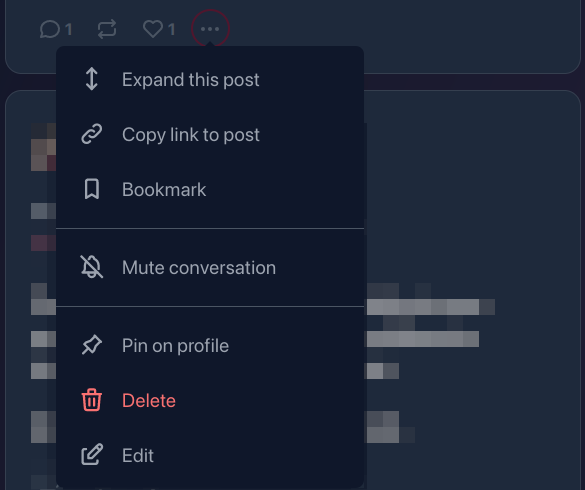 1 1
Expand this post
Copy link to post
Bookmark
Mute conversation
Pin on profile
Delete
Edit